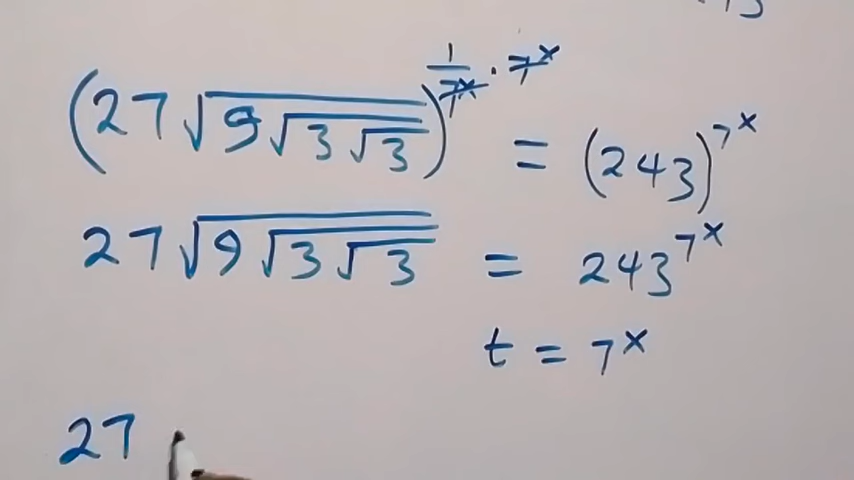 (27√(9√(3√3)))^(1/7^x · 7^x) = (243)^7^x
27√(9√(3√3)) = 243^7^x
t = 7^x
27